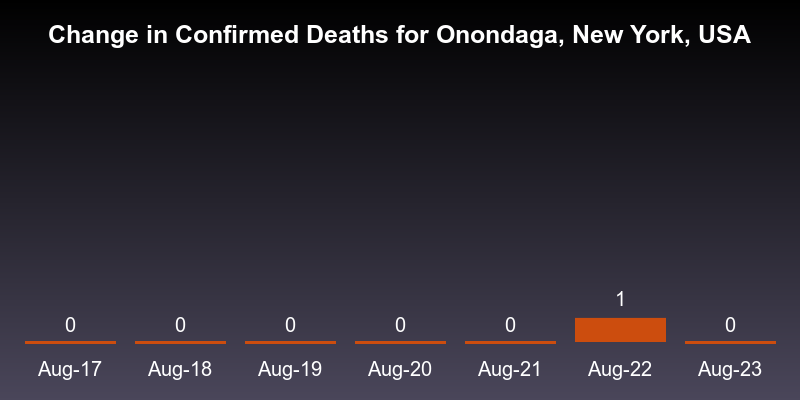 Change in Confirmed Deaths for Onondaga, New York, USA
1
0 0 0 0 0 0
Aug-17 Aug-18 Aug-19 Aug-20 Aug-21 Aug-22 Aug-23